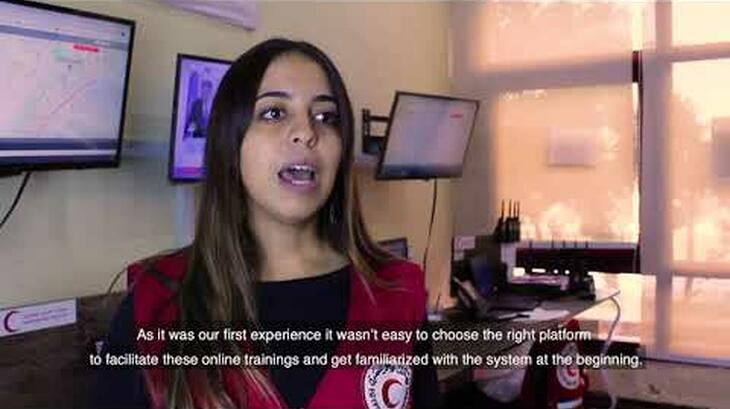 As it was our first experience it wasn't easy to choose the right platform
to facilitate these online trainings and get familiarized with the system at the beginning.